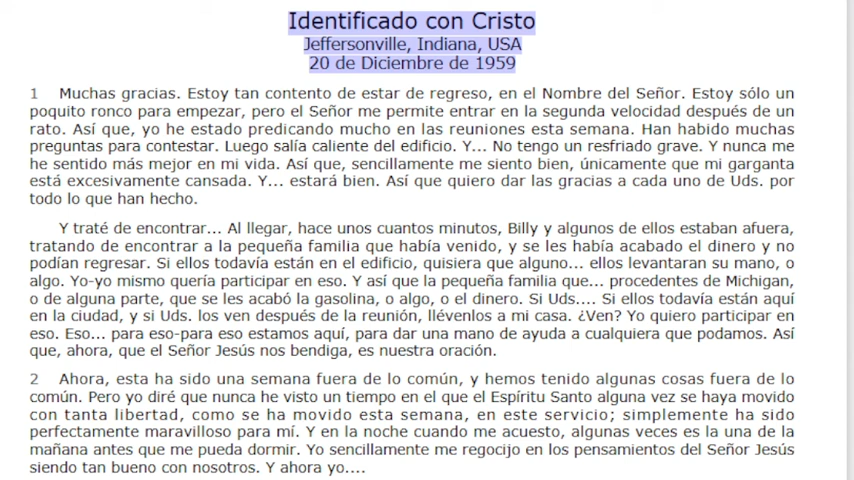 Identificado con Cristo
Jeffersonville, Indiana, USA
20 de Diciembre de 1959
1 Muchas gracias. Estoy tan contento de estar de regreso, en el Nombre del Señor. Estoy sólo un
poquito ronco para empezar, pero el Señor me permite entrar en la segunda velocidad después de un
rato. Así que, yo he estado predicando mucho en las reuniones esta semana. Han habido muchas
preguntas para contestar. Luego salía caliente del edificio. Y... No tengo un resfriado grave. Y nunca me
he sentido más mejor en mi vida. Así que, sencillamente me siento bien, únicamente que mi garganta
está excesivamente cansada. Y... estará bien. Así que quiero dar las gracias a cada uno de Uds. por
todo lo que han hecho.
Y traté de encontrar... Al llegar, hace unos cuantos minutos, Billy y algunos de ellos estaban afuera,
tratando de encontrar a la pequeña familia que había venido, y se les había acabado el dinero y no
podían regresar. Si ellos todavía están en el edificio, quisiera que alguno... ellos levantaran su mano, o
algo. Yo-yo mismo quería participar en eso. Y así que la pequeña familia que... procedentes de Michigan,
o de alguna parte, que se les acabó la gasolina, o algo, o el dinero. Si Uds.... Si ellos todavía están aquí
en la ciudad, y si Uds. los ven después de la reunión, llévenlos a mi casa. ¿Ven? Yo quiero participar en
eso. Eso... para eso-para eso estamos aquí, para dar una mano de ayuda a cualquiera que podamos. Así
que, ahora, que el Señor Jesús nos bendiga, es nuestra oración.
2 Ahora, esta ha sido una semana fuera de lo común, y hemos tenido algunas cosas fuera de lo
común. Pero yo diré que nunca he visto un tiempo en el que el Espíritu Santo alguna vez se haya movido
con tanta libertad, como se ha movido esta semana, en este servicio; simplemente ha sido
perfectamente maravilloso para mí. Y en la noche cuando me acuesto, algunas veces es la una de la
mañana antes que me pueda dormir. Yo sencillamente me regocijo en los pensamientos del Señor Jesús
siendo tan bueno con nosotros. Y ahora yo....